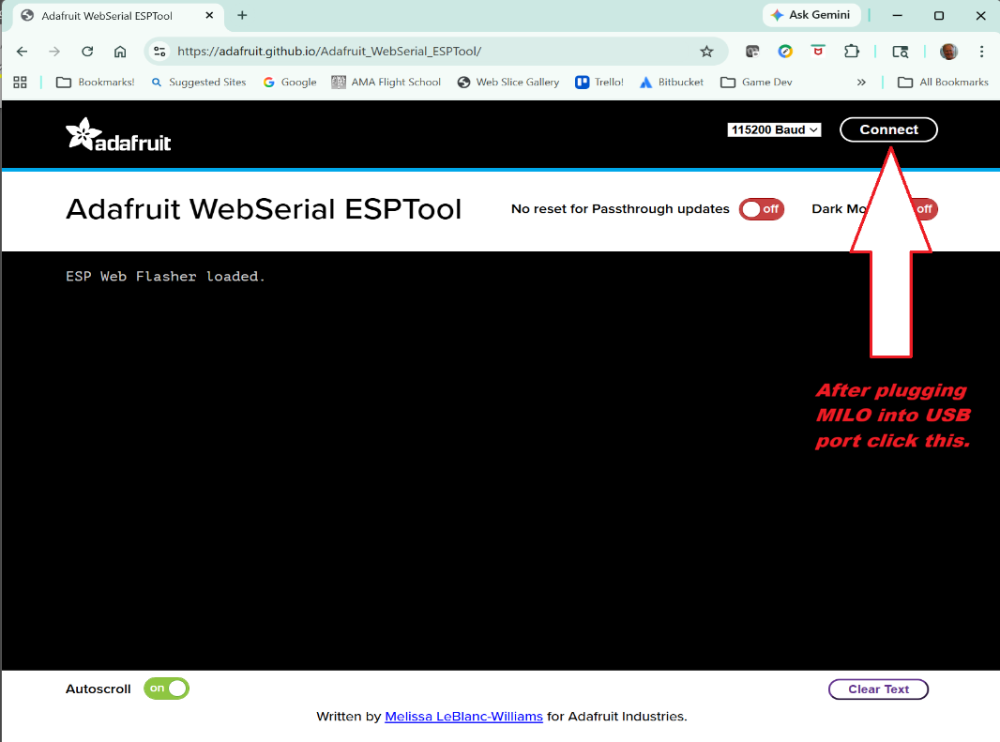 Adafruit WebSerial ESPTool
Ask Gemini
https://adafruit.github.io/Adafruit_WebSerial_ESPTool/
Bookmarks! Suggested Sites Google AMA Flight School Web Slice Gallery Trello! Bitbucket Game Dev » All Bookmarks
adafruit 115200 Baud Connect
Adafruit WebSerial ESPTool No reset for Passthrough updates off Dark Mo off
ESP Web Flasher loaded.
After plugging
MILO into USB
port click this.
Autoscroll on Clear Text
Written by Melissa LeBlanc-Williams for Adafruit Industries.